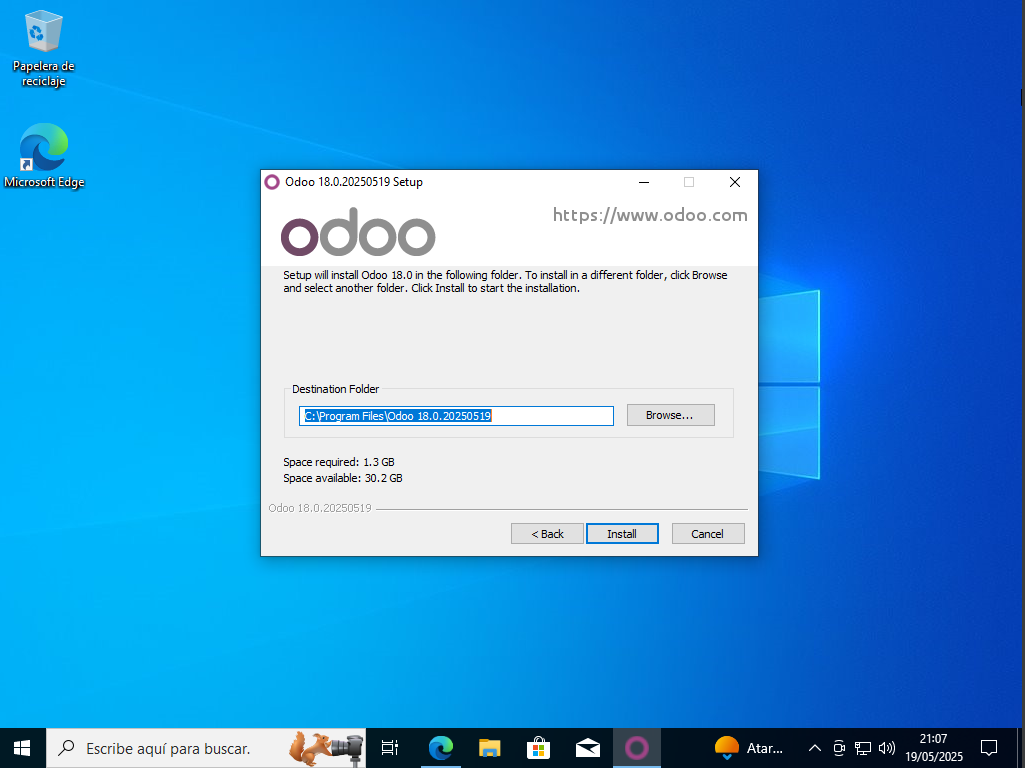 Papelera de
reciclaje
Microsoft Edge
Odoo 18.0.20250519 Setup
odoo
https://www.odoo.com
Setup will install Odoo 18.0 in the following folder. To install in a different folder, click Browse
and select another folder. Click Install to start the installation.
Destination Folder
C:\Program Files\Odoo 18.0.20250519
Browse...
Space required: 1.3 GB
Space available: 30.2 GB
Odoo 18.0.20250519
< Back
Install
Cancel
Escribe aquí para buscar.
Atar...
21:07
19/05/2025